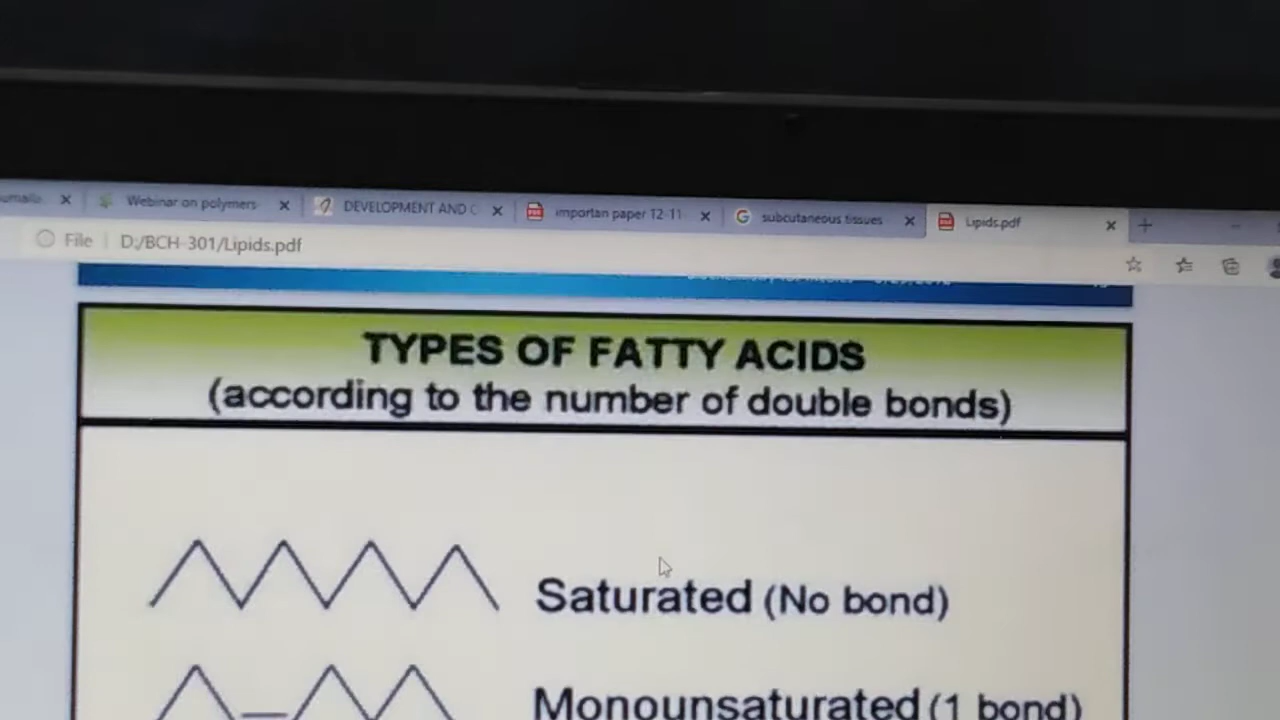 Webinar on polymers
DEVELOPMENT AND C
importan paper 12-11
subcutaneous tissues
Lipids.pdf
File
D:/BCH-301/Lipids.pdf
TYPES OF FATTY ACIDS
(according to the number of double bonds)
Saturated (No bond)
Monounsaturated (1 bond)